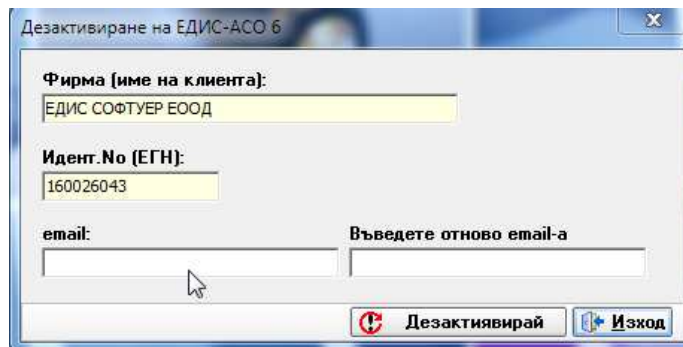 Дезактивиране на ЕДИС-АСО 6
Фирма (име на клиента):
ЕДИС СОФТУЕР ЕООД
Идент.No (ЕГН):
160026043
email: Въведете отново email-а
Дезактиявирай Изход